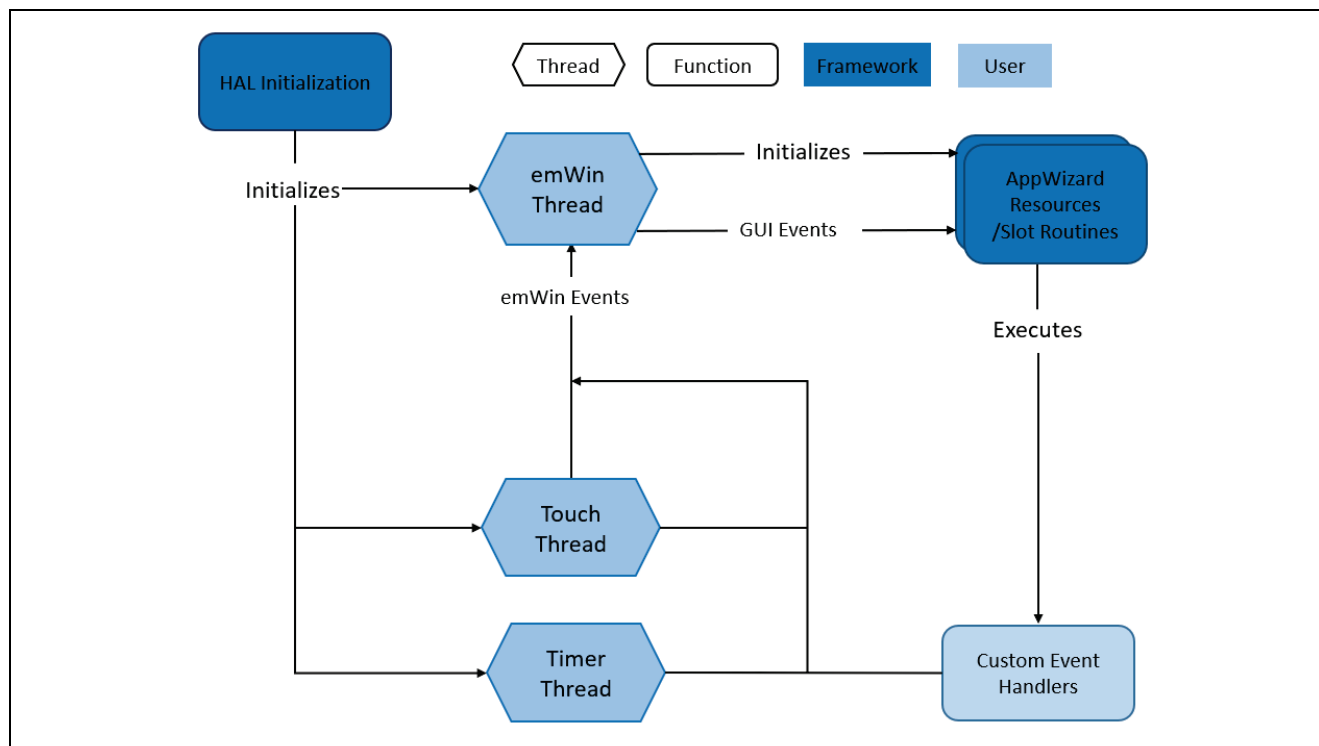 HAL Initialization
Thread
Function
Framework
User
emWin
Thread
Initializes
AppWizard
Resources
/Slot Routines
Initializes
GUI Events
emWin Events
Executes
Touch
Thread
Timer
Thread
Custom Event
Handlers